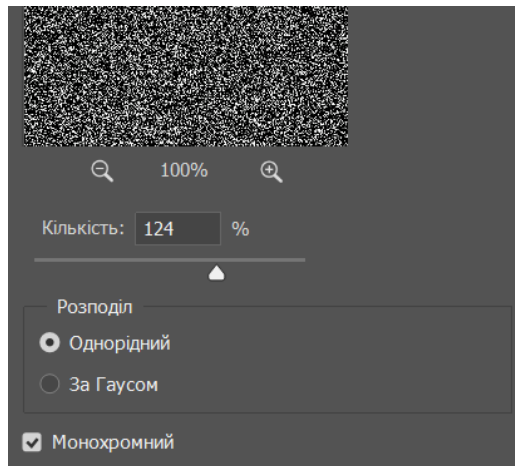 100%
Кількість: 124 %
Розподіл
Однорідний
За Гаусом
Монохромний